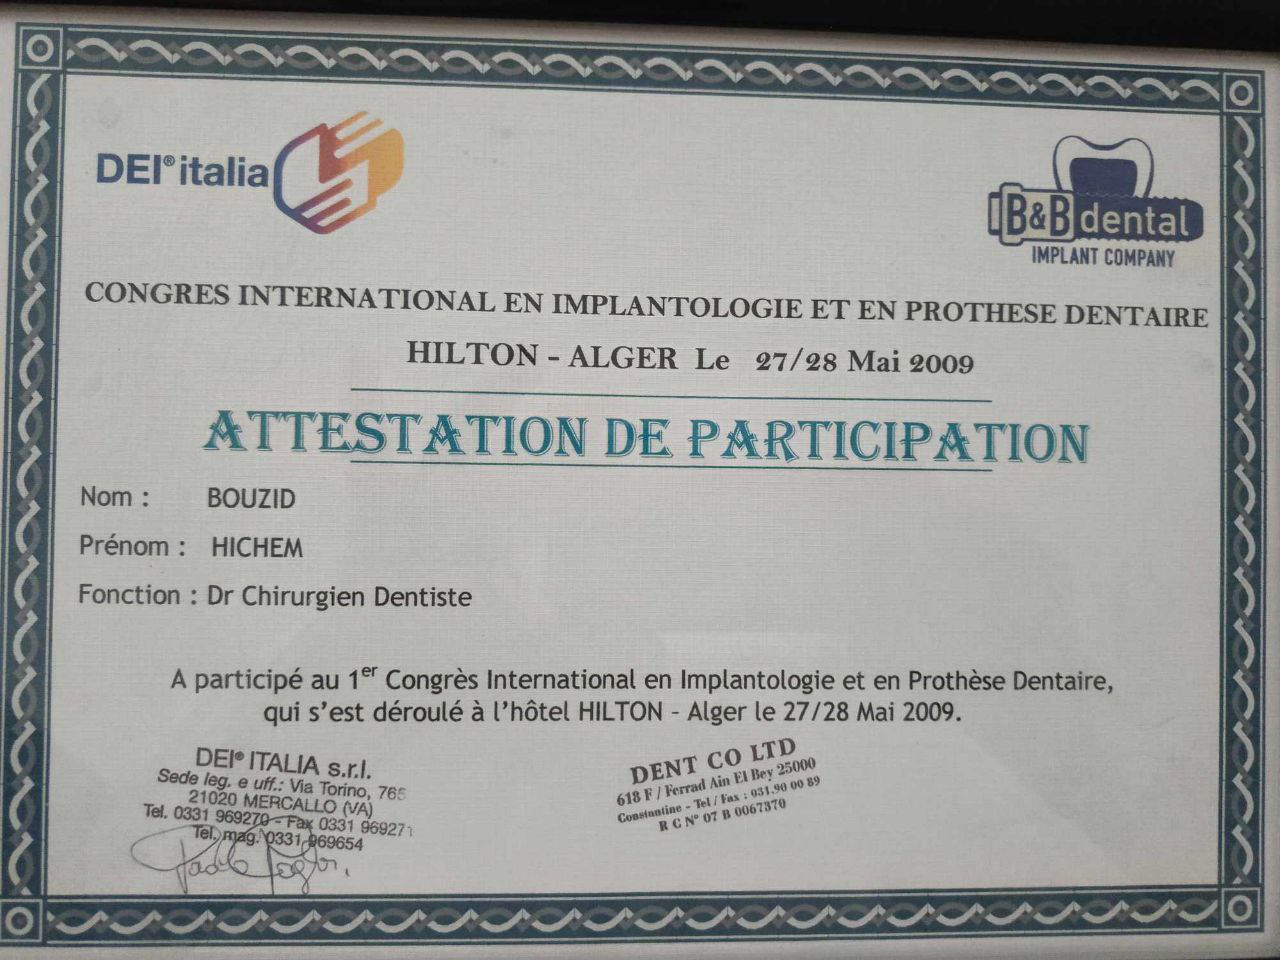 DEI® italia
B&B dental
IMPLANT COMPANY
CONGRES INTERNATIONAL EN IMPLANTOLOGIE ET EN PROTHESE DENTAIRE
HILTON - ALGER Le 27/28 Mai 2009
ATTESTATION DE PARTICIPATION
Nom : BOUZID
Prénom : HICHEM
Fonction : Dr Chirurgien Dentiste
A participé au 1er Congrès International en Implantologie et en Prothèse Dentaire,
qui s'est déroulé à l'hôtel HILTON - Alger le 27/28 Mai 2009.
DEI® ITALIA s.r.l.
Sede leg. e uff.: Via Torino, 765
21020 MERCALLO (VA)
Tel. 0331 969270 - Fax 0331 969271
Tel. mag. 0331 969654
DENT CO LTD
618 F / Ferrad Ain El Bey 25000
Constantine - Tel / Fax : 031.90 00 89
R C N° 07 B 0067370